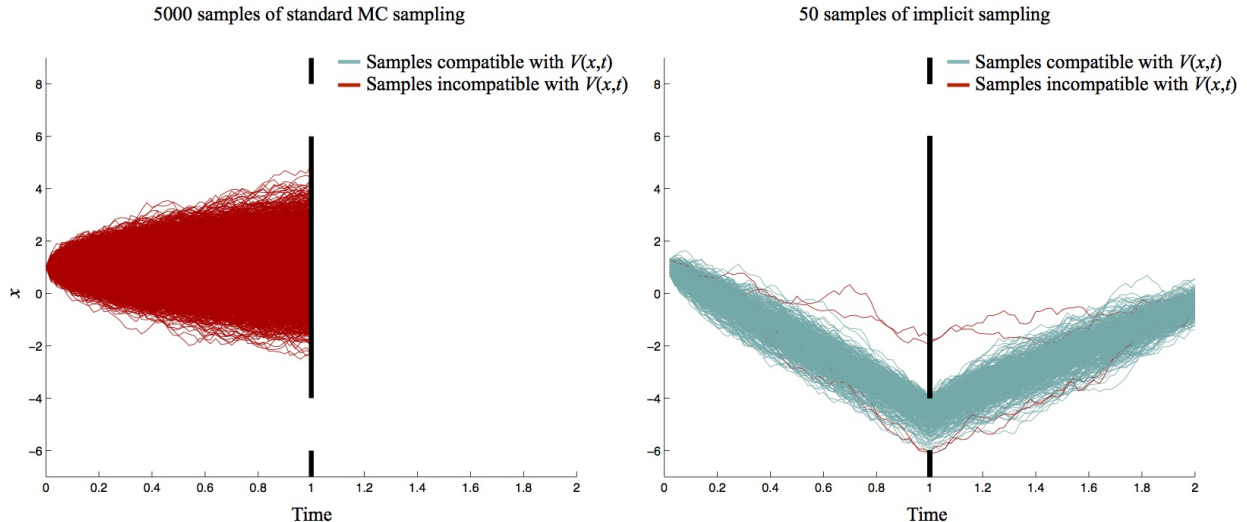 5000 samples of standard MC sampling
Samples compatible with V(x,t)
Samples incompatible with V(x,t)
8
6
4
2
0
−2
−4
−6
x
0 0.2 0.4 0.6 0.8 1 1.2 1.4 1.6 1.8 2
Time
50 samples of implicit sampling
Samples compatible with V(x,t)
Samples incompatible with V(x,t)
8
6
4
2
0
−2
−4
−6
0 0.2 0.4 0.6 0.8 1 1.2 1.4 1.6 1.8 2
Time